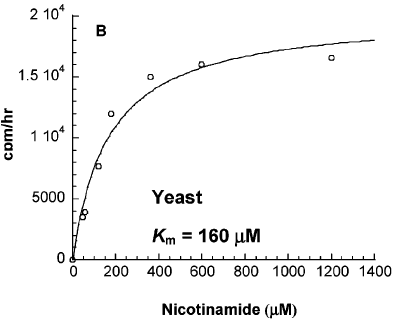 2 10^4
B
1.5 10^4
1 10^4
5000
0
cpm/hr
Yeast
Km = 160 μM
0 200 400 600 800 1000 1200 1400
Nicotinamide (μM)